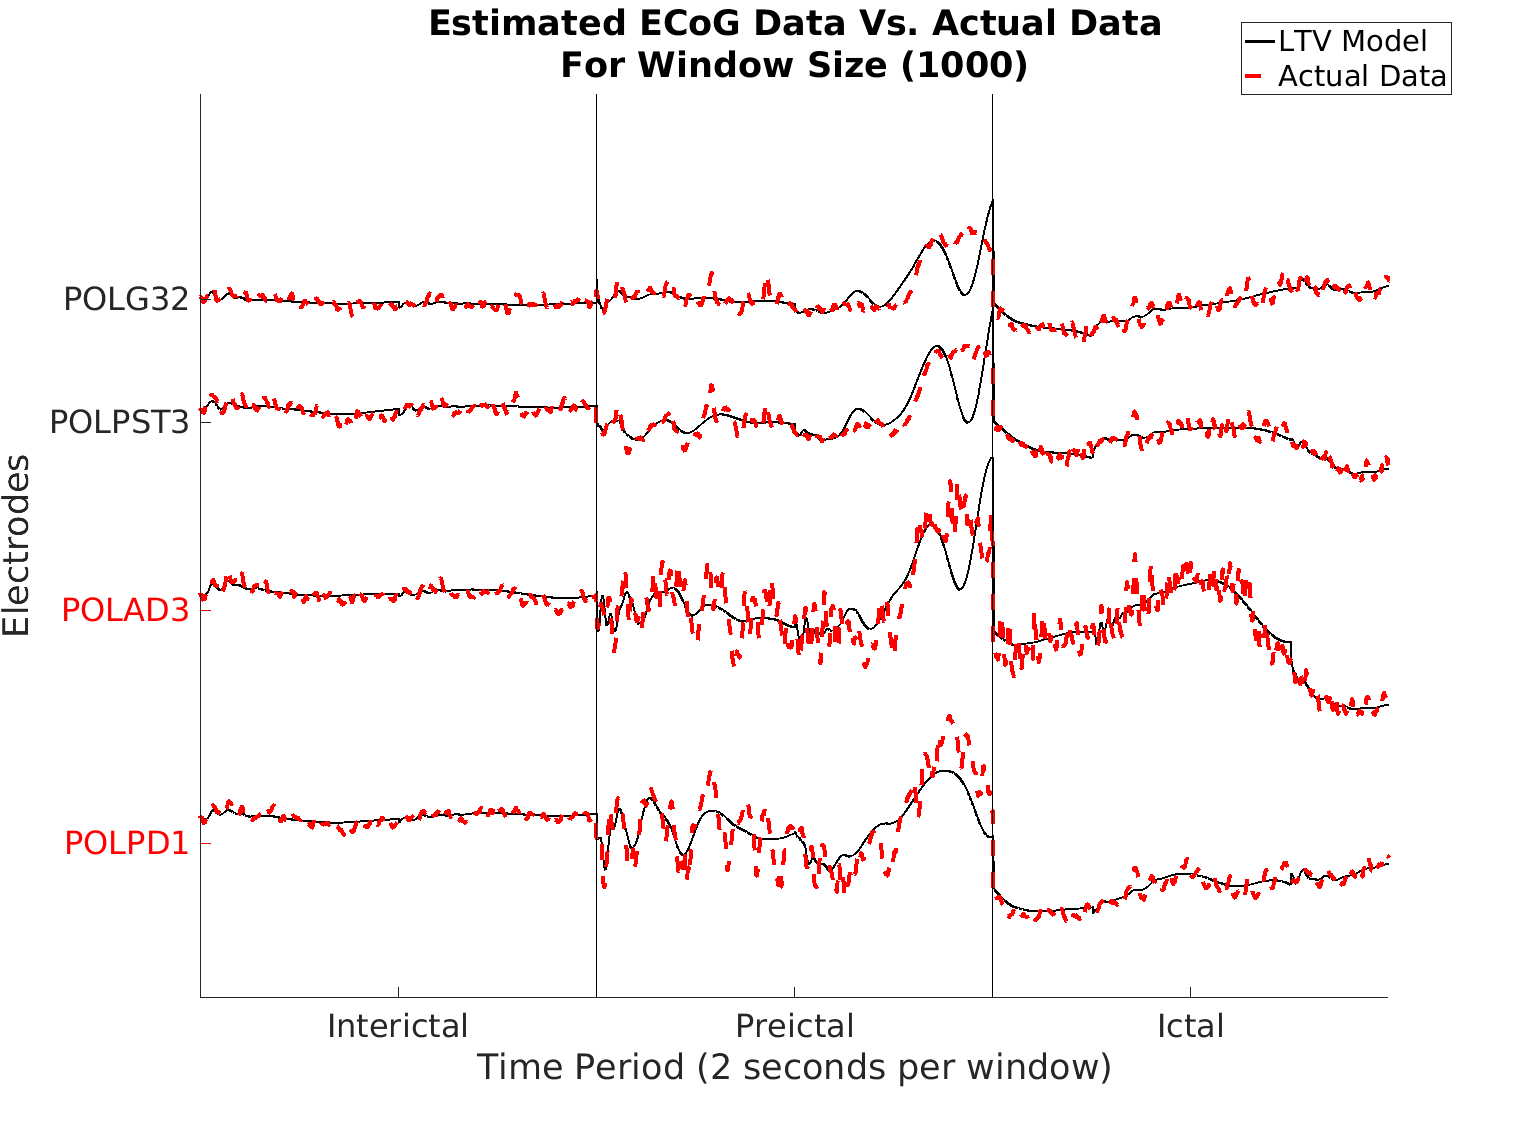 Estimated ECoG Data Vs. Actual Data
For Window Size (1000)
LTV Model
Actual Data
POLG32
POLPST3
POLAD3
POLPD1
Electrodes
Interictal
Preictal
Ictal
Time Period (2 seconds per window)